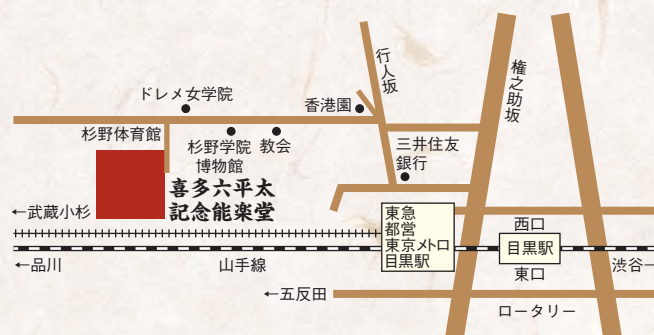 行人坂
権之助坂
ドレメ女学院
香港園
杉野体育館
杉野学院
博物館
教会
三井住友
銀行
喜多六平太
記念能楽堂
←武蔵小杉
東急
都営
東京メトロ
目黒駅
西口
目黒駅
東口
←品川
山手線
渋谷→
←五反田
ロータリー